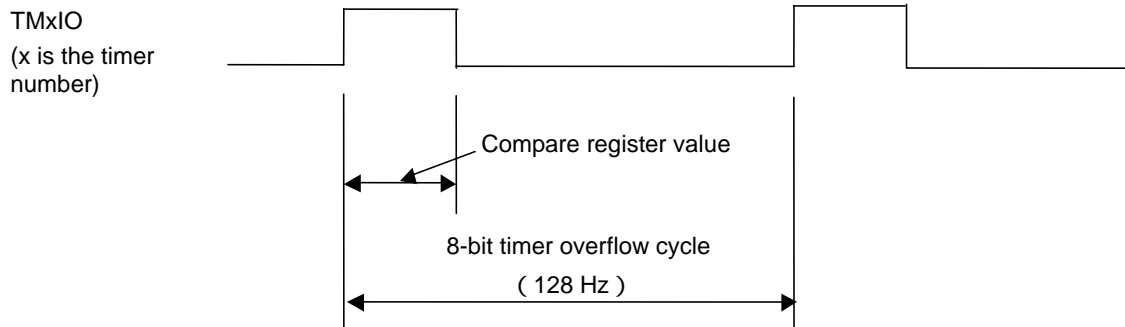 TMxIO
(x is the timer
number)
Compare register value
8-bit timer overflow cycle
( 128 Hz )